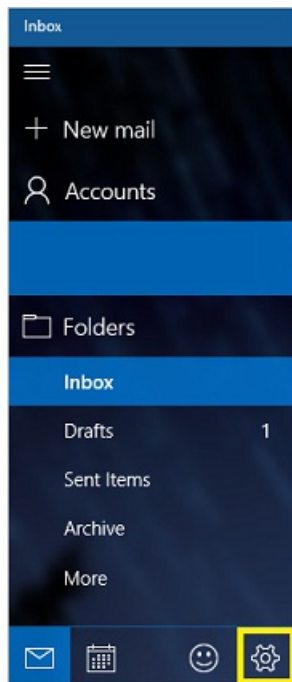 Inbox
New mail
Accounts
Folders
Inbox
Drafts 1
Sent Items
Archive
More